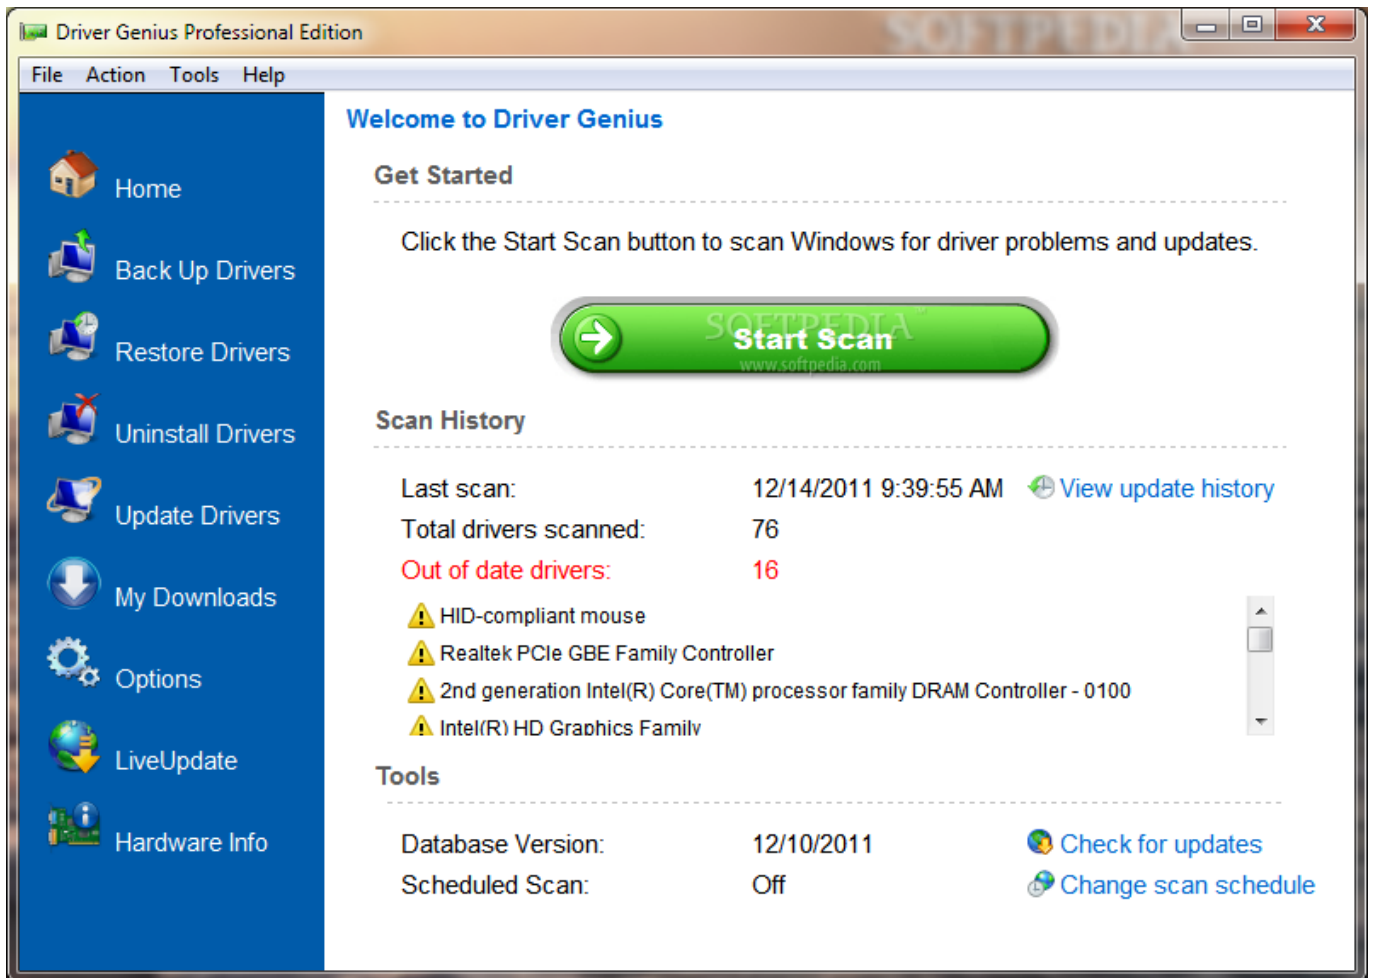 Driver Genius Professional Edition
SOFTPEDIA
File Action Tools Help
Welcome to Driver Genius
Home
Back Up Drivers
Restore Drivers
Uninstall Drivers
Update Drivers
My Downloads
Options
LiveUpdate
Hardware Info
Get Started
Click the Start Scan button to scan Windows for driver problems and updates.
SOFTPEDIA™
Start Scan
www.softpedia.com
Scan History
Last scan: 12/14/2011 9:39:55 AM View update history
Total drivers scanned: 76
Out of date drivers: 16
HID-compliant mouse
Realtek PCIe GBE Family Controller
2nd generation Intel(R) Core(TM) processor family DRAM Controller - 0100
Intel(R) HD Graphics Family
Tools
Database Version: 12/10/2011 Check for updates
Scheduled Scan: Off Change scan schedule